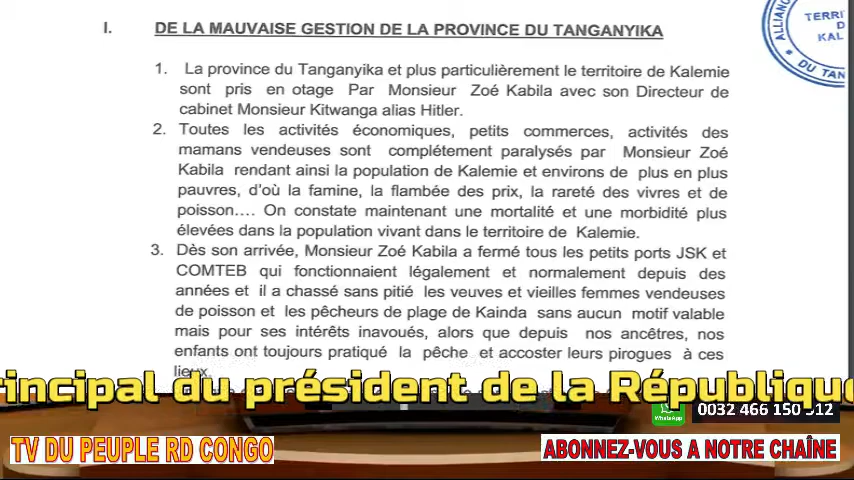 I. DE LA MAUVAISE GESTION DE LA PROVINCE DU TANGANYIKA
1. La province du Tanganyika et plus particulièrement le territoire de Kalemie
sont pris en otage Par Monsieur Zoé Kabila avec son Directeur de
cabinet Monsieur Kitwanga alias Hitler.
2. Toutes les activités économiques, petits commerces, activités des
mamans vendeuses sont complétement paralysés par Monsieur Zoé
Kabila rendant ainsi la population de Kalemie et environs de plus en plus
pauvres, d'où la famine, la flambée des prix, la rareté des vivres et de
poisson.... On constate maintenant une mortalité et une morbidité plus
élevées dans la population vivant dans le territoire de Kalemie.
3. Dès son arrivée, Monsieur Zoé Kabila a fermé tous les petits ports JSK et
COMTEB qui fonctionnaient légalement et normalement depuis des
années et il a chassé sans pitié les veuves et vieilles femmes vendeuses
de poisson et les pêcheurs de plage de Kainda sans aucun motif valable
mais pour ses intérêts inavoués, alors que depuis nos ancêtres, nos
enfants ont toujours pratiqué la pêche et accoster leurs pirogues à ces
lieux.
TERRI
D
KAL
DU TAN
rincipal du président de la République
WhatsApp
0032 466 150 312
TV DU PEUPLE RD CONGO
ABONNEZ-VOUS A NOTRE CHAÎNE